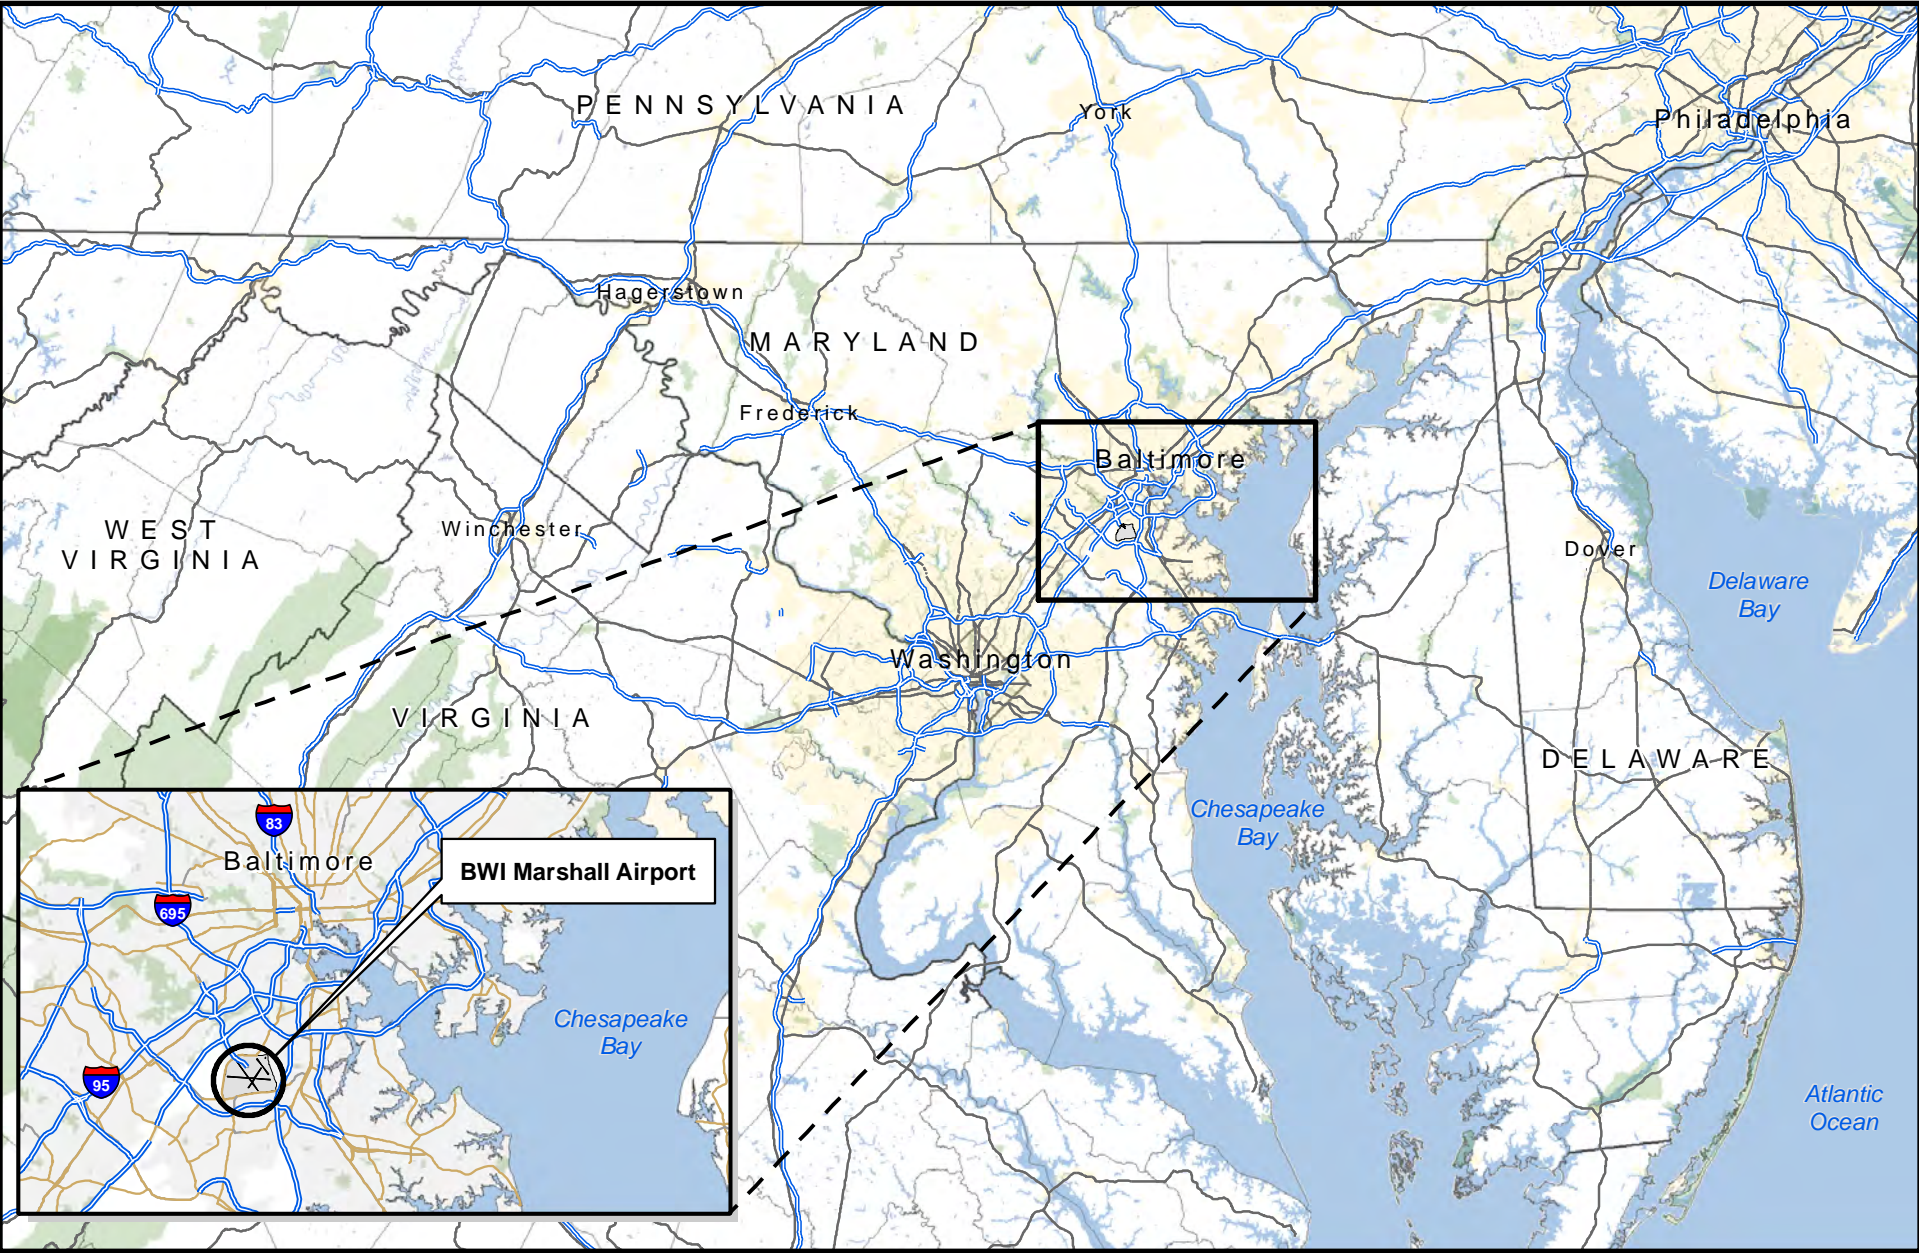 PENNSYLVANIA
York
Philadelphia
Hagerstown
MARYLAND
Frederick
Baltimore
WEST
VIRGINIA
Winchester
Dover
Delaware
Bay
Washington
VIRGINIA
DELAWARE
Chesapeake
Bay
83
Baltimore
BWI Marshall Airport
695
Chesapeake
Bay
95
Atlantic
Ocean